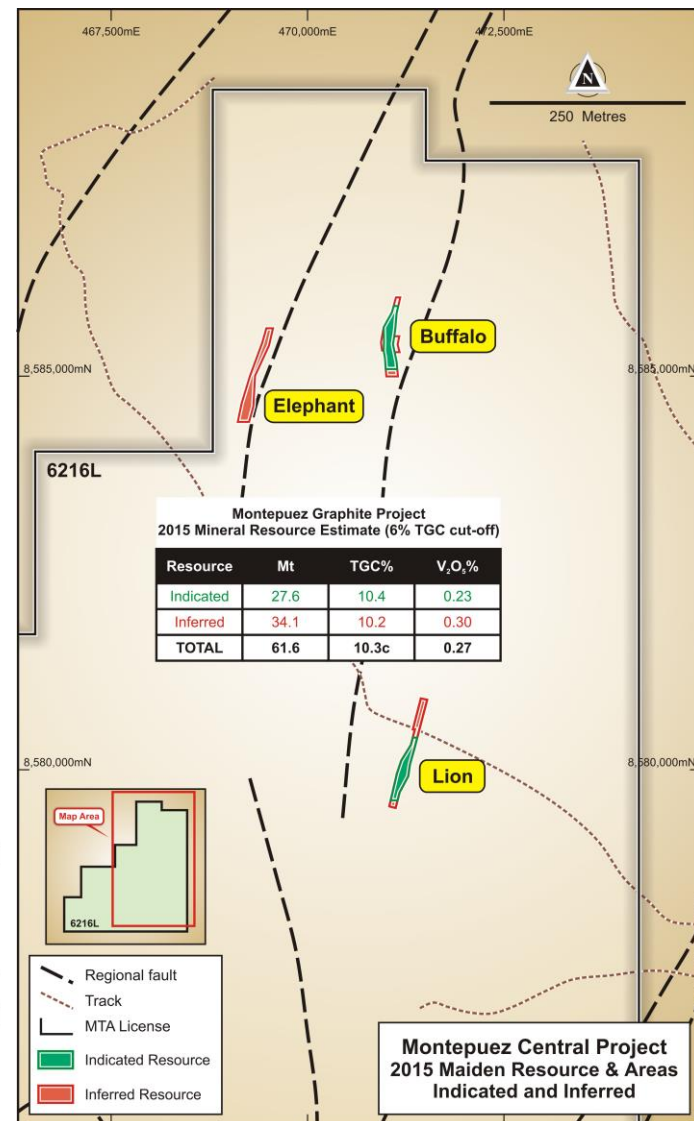 467,500mE 470,000mE 472,500mE
N
250 Metres
Buffalo
8,585,000mN 8,585,000mN
Elephant
6216L
Montepuez Graphite Project
2015 Mineral Resource Estimate (6% TGC cut-off)
Resource Mt TGC% V₂O₅%
Indicated 27.6 10.4 0.23
Inferred 34.1 10.2 0.30
TOTAL 61.6 10.3c 0.27
8,580,000mN 8,580,000mN
Lion
Map Area
6216L
Regional fault
Track
MTA License
Indicated Resource
Inferred Resource
Montepuez Central Project
2015 Maiden Resource & Areas
Indicated and Inferred